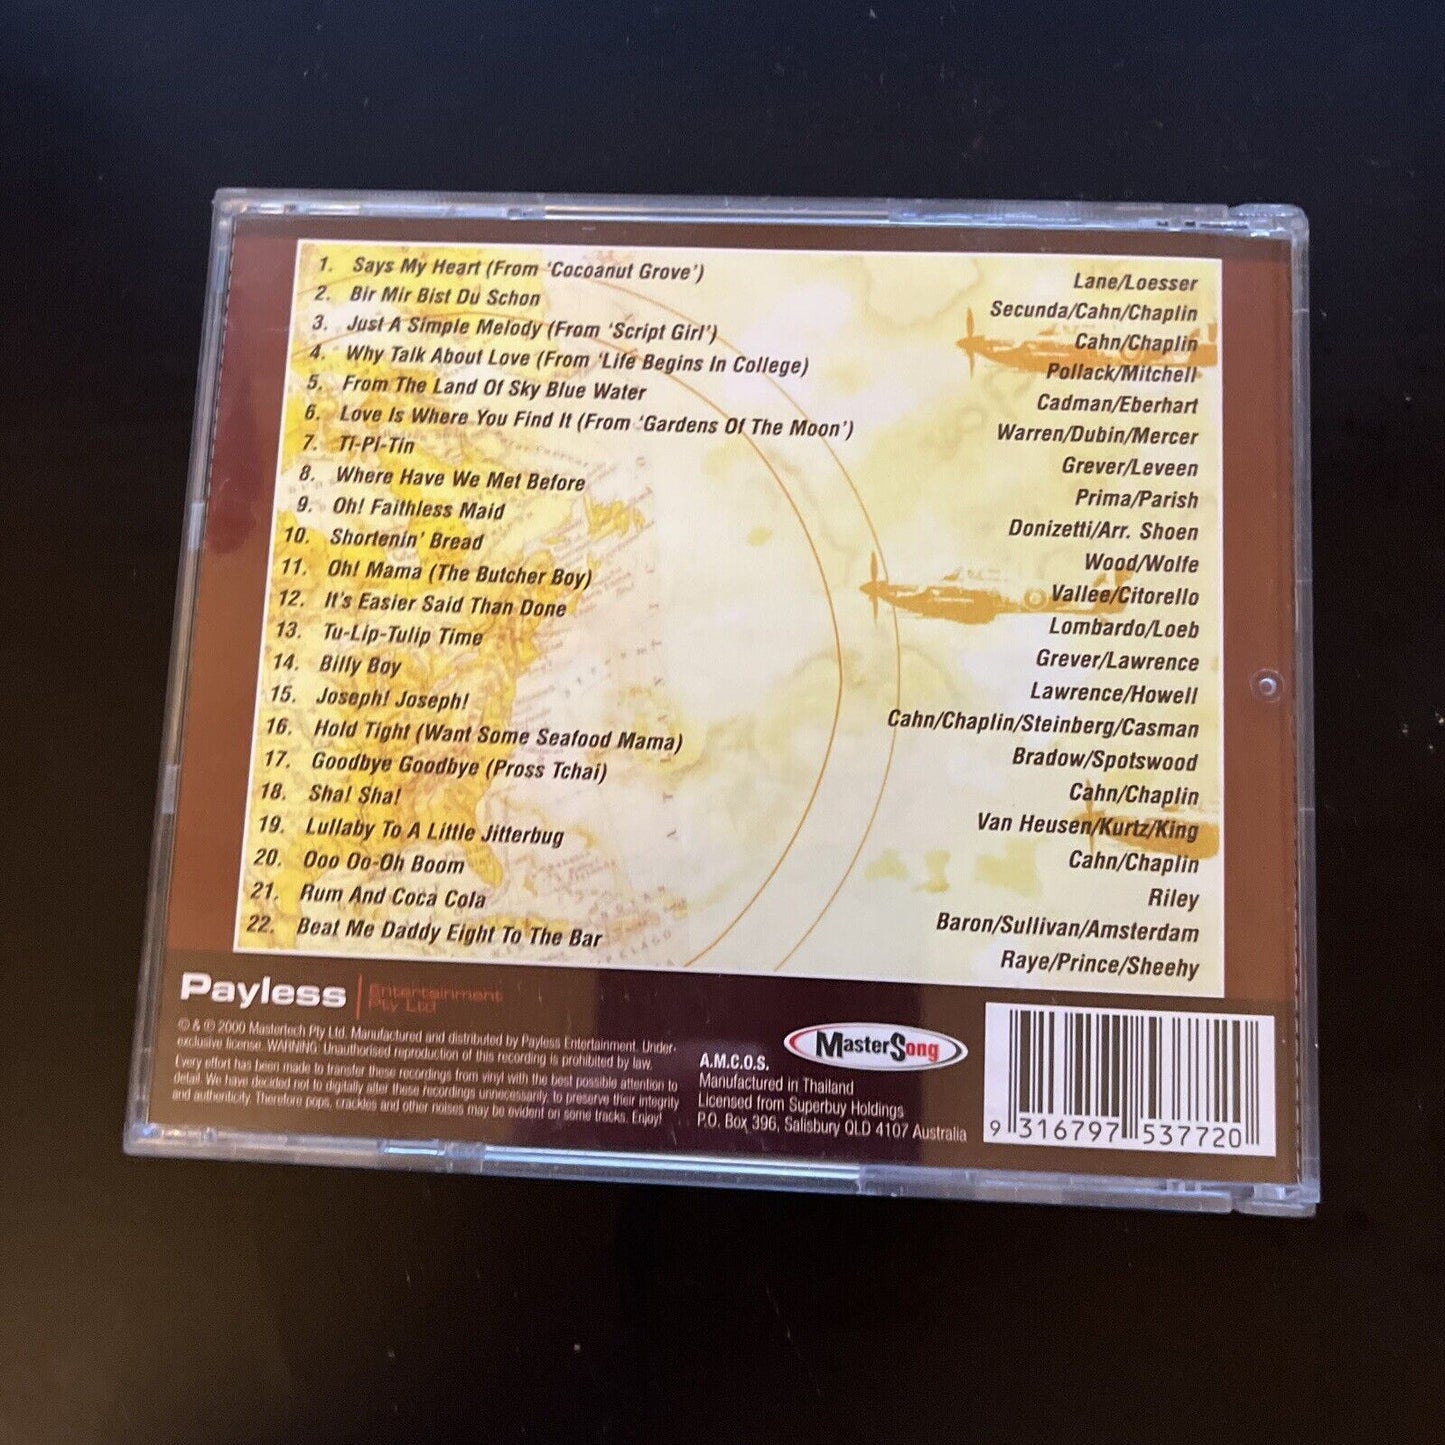 1. Says My Heart (From 'Cocoanut Grove') Lane/Loesser
2. Bir Mir Bist Du Schon Secunda/Cahn/Chaplin
3. Just A Simple Melody (From 'Script Girl') Cahn/Chaplin
4. Why Talk About Love (From 'Life Begins In College) Pollack/Mitchell
5. From The Land Of Sky Blue Water Cadman/Eberhart
6. Love Is Where You Find It (From 'Gardens Of The Moon') Warren/Dubin/Mercer
7. Ti-Pi-Tin Grever/Leveen
8. Where Have We Met Before Prima/Parish
9. Oh! Faithless Maid Donizetti/Arr. Shoen
10. Shortenin' Bread Wood/Wolfe
11. Oh! Mama (The Butcher Boy) Vallee/Citorello
12. It's Easier Said Than Done Lombardo/Loeb
13. Tu-Lip-Tulip Time Grever/Lawrence
14. Billy Boy Lawrence/Howell
15. Joseph! Joseph! Cahn/Chaplin/Steinberg/Casman
16. Hold Tight (Want Some Seafood Mama) Bradow/Spotswood
17. Goodbye Goodbye (Pross Tchai) Cahn/Chaplin
18. Sha! Sha! Van Heusen/Kurtz/King
19. Lullaby To A Little Jitterbug Cahn/Chaplin
20. Ooo Oo-Oh Boom Riley
21. Rum And Coca Cola Baron/Sullivan/Amsterdam
22. Beat Me Daddy Eight To The Bar Raye/Prince/Sheehy
Payless Entertainment
Pty Ltd
© & ℗ 2000 Mastertech Pty Ltd. Manufactured and distributed by Payless Entertainment. Under-
exclusive license. WARNING: Unauthorised reproduction of this recording is prohibited by law.
Every effort has been made to transfer these recordings from vinyl with the best possible attention to
detail. We have decided not to digitally alter these recordings unnecessarily, to preserve their integrity
and authenticity. Therefore pops, crackles and other noises may be evident on some tracks. Enjoy!
A.M.C.O.S.
Manufactured in Thailand
Licensed from Superbuy Holdings
P.O. Box 396, Salisbury QLD 4107 Australia
MasterSong
9 316797 537720